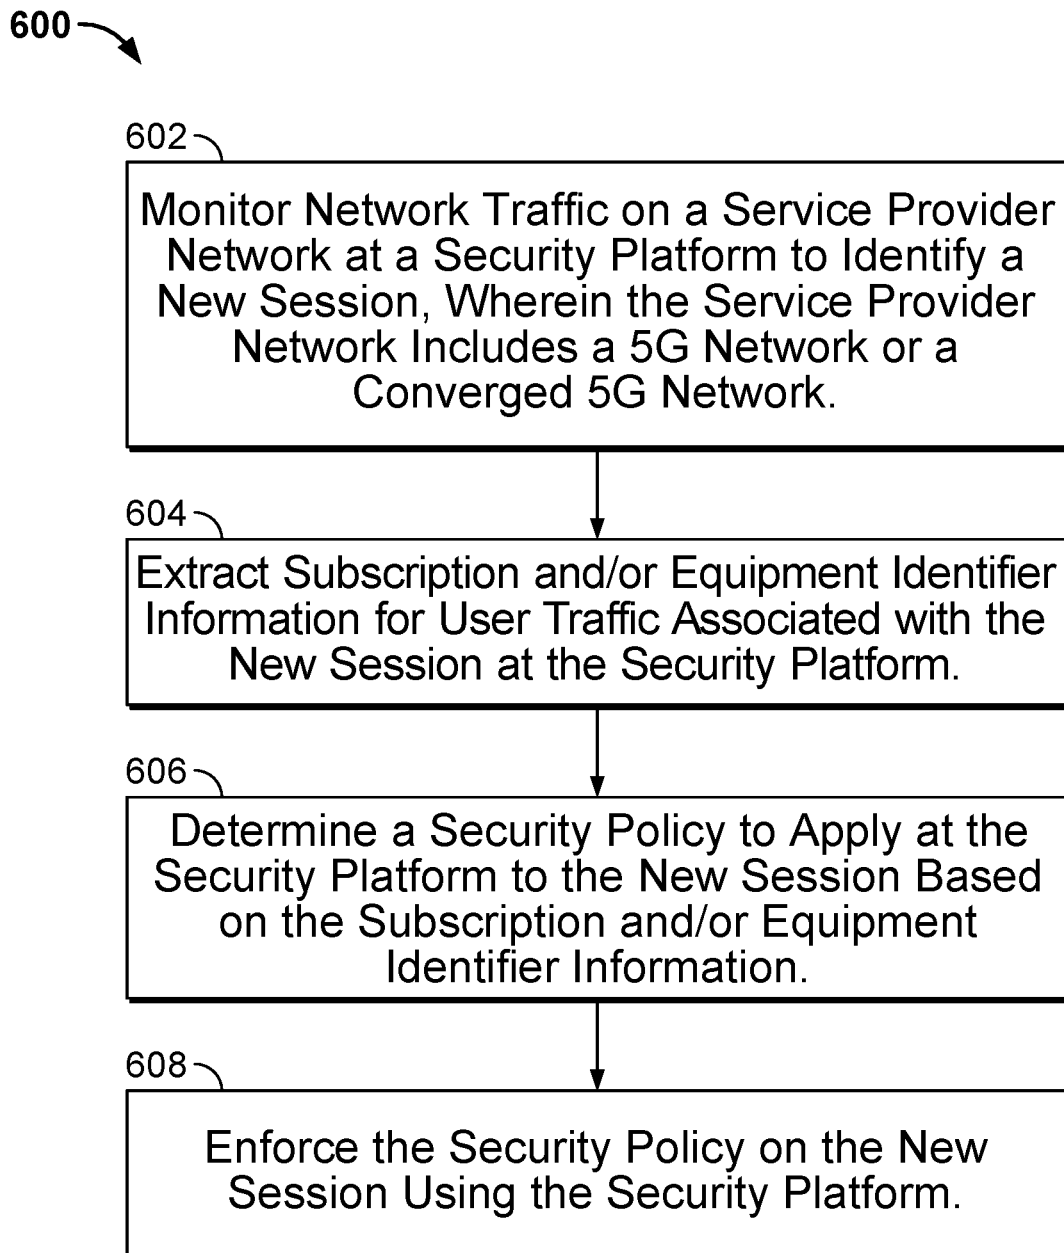 600
602
Monitor Network Traffic on a Service Provider
Network at a Security Platform to Identify a
New Session, Wherein the Service Provider
Network Includes a 5G Network or a
Converged 5G Network.
604
Extract Subscription and/or Equipment Identifier
Information for User Traffic Associated with the
New Session at the Security Platform.
606
Determine a Security Policy to Apply at the
Security Platform to the New Session Based
on the Subscription and/or Equipment
Identifier Information.
608
Enforce the Security Policy on the New
Session Using the Security Platform.